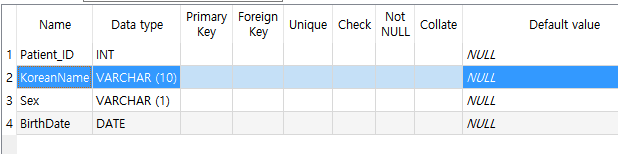 Name Data type Primary Key Foreign Key Unique Check Not NULL Collate Default value
1 Patient_ID INT NULL
2 KoreanName VARCHAR (10) NULL
3 Sex VARCHAR (1) NULL
4 BirthDate DATE NULL